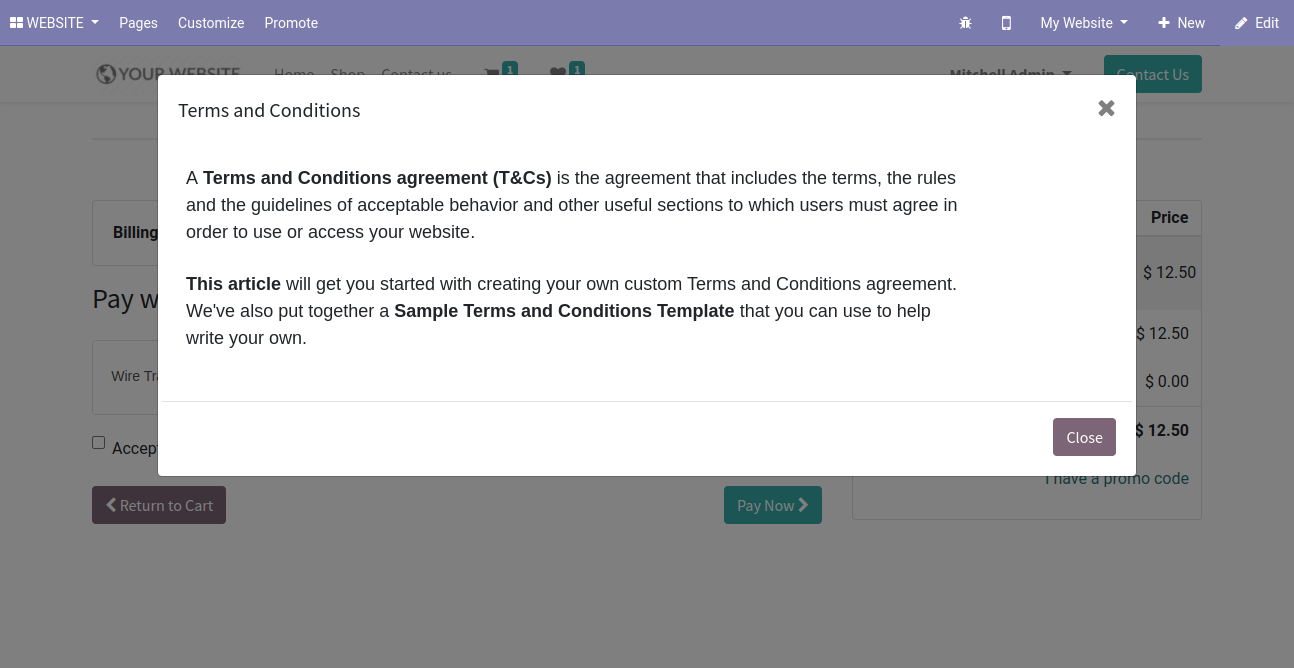 WEBSITE Pages Customize Promote My Website New Edit
YOUR WEBSITE Home Shop Contact us 1 1 Mitchell Admin Contact Us
Terms and Conditions
A Terms and Conditions agreement (T&Cs) is the agreement that includes the terms, the rules
and the guidelines of acceptable behavior and other useful sections to which users must agree in
order to use or access your website.
This article will get you started with creating your own custom Terms and Conditions agreement.
We've also put together a Sample Terms and Conditions Template that you can use to help
write your own.
Close
Billing
Pay w
Wire Tra
Accept
Return to Cart
Pay Now
Price
$ 12.50
$ 12.50
$ 0.00
$ 12.50
I have a promo code